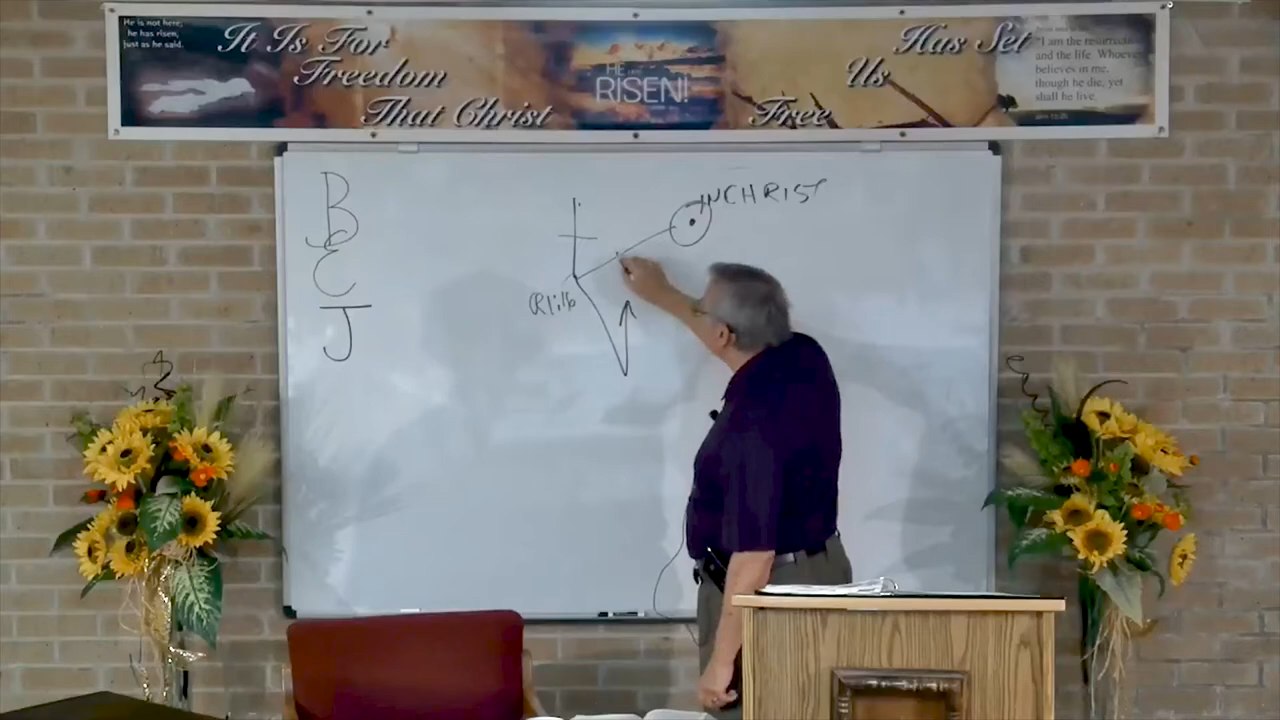 He is not here;
he has risen,
just as he said.
It Is For
Freedom
That Christ
HE
RISEN!
Has Set
Us
Free
"I am the resurrection
and the life. Whoever
believes in me,
though he die, yet
shall he live.
B
E
J
IN CHRIST
R1:16